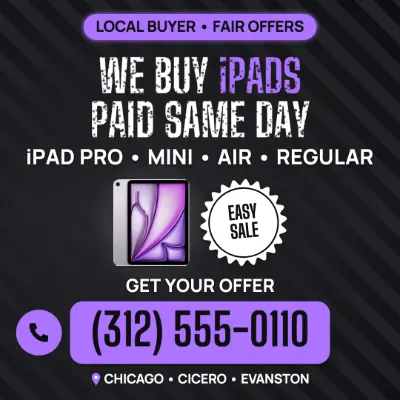 LOCAL BUYER • FAIR OFFERS
WE BUY iPADS
PAID SAME DAY
iPAD PRO • MINI • AIR • REGULAR
EASY
SALE
GET YOUR OFFER
(312) 555-0110
CHICAGO • CICERO • EVANSTON